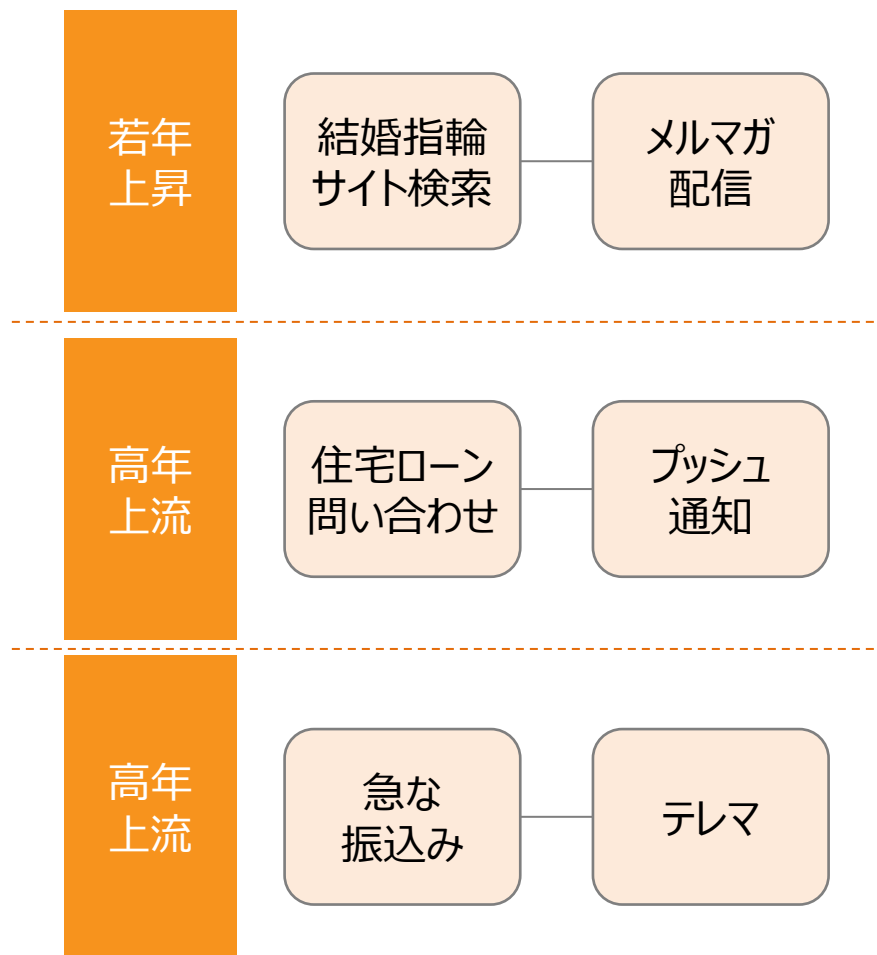 若年
上昇
結婚指輪
サイト検索
メルマガ
配信
高年
上流
住宅ローン
問い合わせ
プッシュ
通知
高年
上流
急な
振込み
テレマ